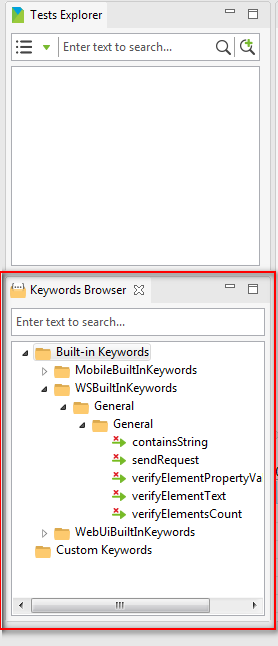 Tests Explorer
Enter text to search...
Keywords Browser
Enter text to search...
Built-in Keywords
MobileBuiltInKeywords
WSBuiltInKeywords
General
General
containsString
sendRequest
verifyElementPropertyVa
verifyElementText
verifyElementsCount
WebUiBuiltInKeywords
Custom Keywords